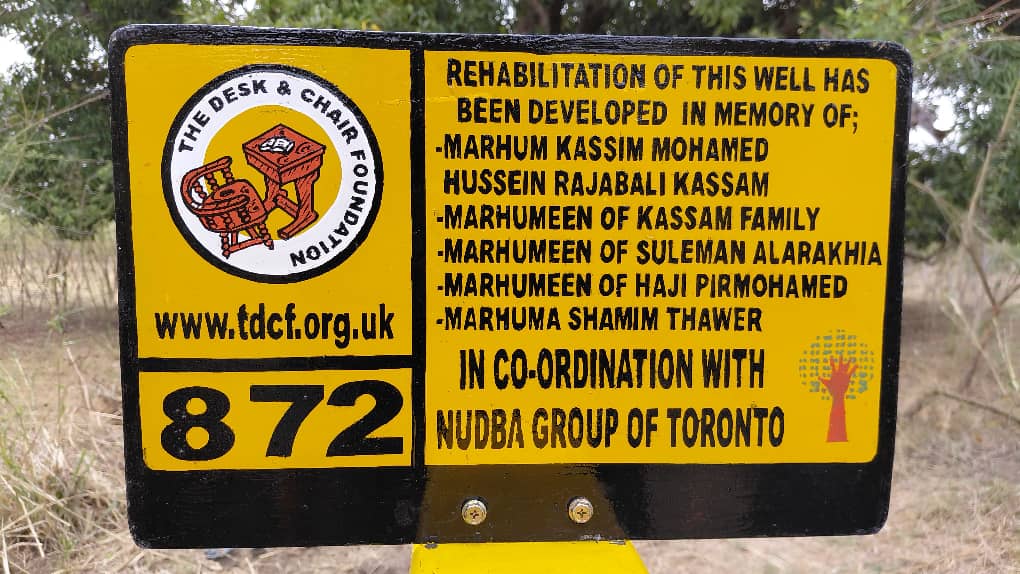 THE DESK & CHAIR FOUNDATION
www.tdcf.org.uk
872
REHABILITATION OF THIS WELL HAS
BEEN DEVELOPED IN MEMORY OF;
-MARHUM KASSIM MOHAMED
HUSSEIN RAJABALI KASSAM
-MARHUMEEN OF KASSAM FAMILY
-MARHUMEEN OF SULEMAN ALARAKHIA
-MARHUMEEN OF HAJI PIRMOHAMED
-MARHUMA SHAMIM THAWER
IN CO-ORDINATION WITH
NUDBA GROUP OF TORONTO